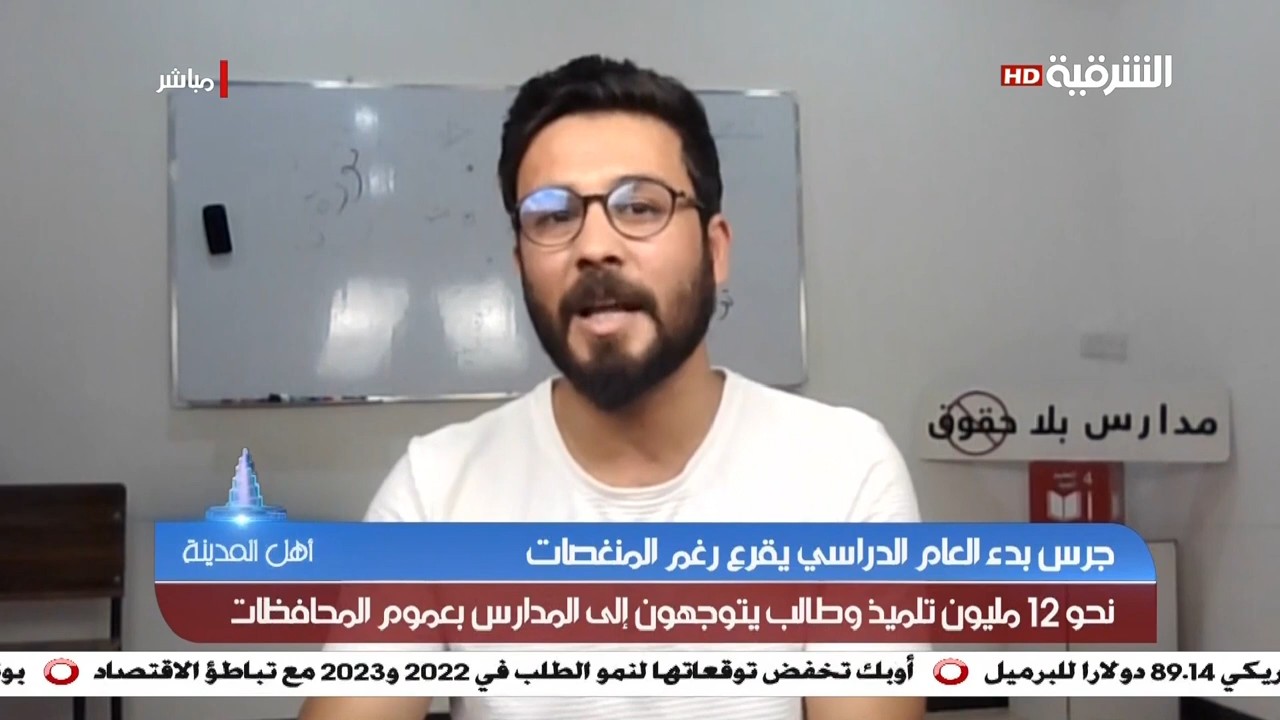 مباشر
الشرقية HD
مدارس بلا حقوق
4
أهل المدينة
جرس بدء العام الدراسي يقرع رغم المنغصات
نحو 12 مليون تلميذ وطالب يتوجهون إلى المدارس بعموم المحافظات
ريكي 89.14 دولارا للبرميل أوبك تخفض توقعاتها لنمو الطلب في 2022 و2023 مع تباطؤ الاقتصاد